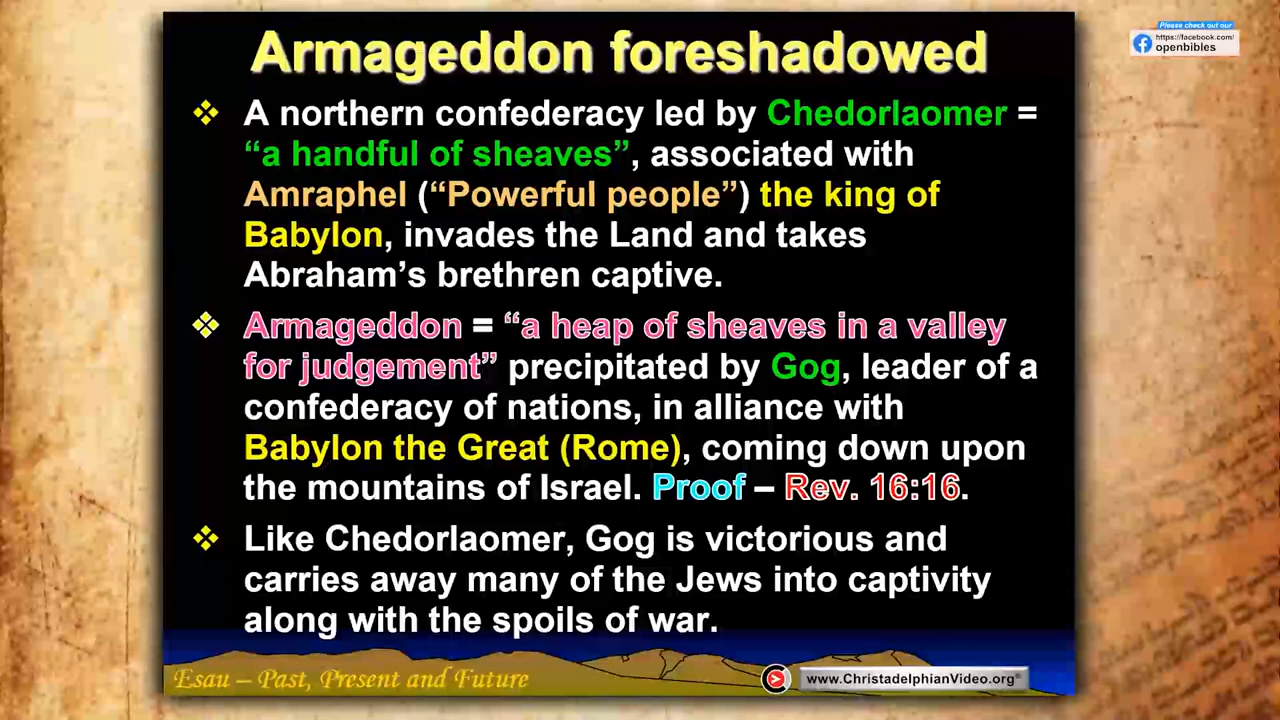 Armageddon foreshadowed
Please check out our
https://facebook.com/
openbibles
❖ A northern confederacy led by Chedorlaomer =
“a handful of sheaves”, associated with
Amraphel (“Powerful people”) the king of
Babylon, invades the Land and takes
Abraham’s brethren captive.
❖ Armageddon = “a heap of sheaves in a valley
for judgement” precipitated by Gog, leader of a
confederacy of nations, in alliance with
Babylon the Great (Rome), coming down upon
the mountains of Israel. Proof – Rev. 16:16.
❖ Like Chedorlaomer, Gog is victorious and
carries away many of the Jews into captivity
along with the spoils of war.
Esau – Past, Present and Future
www.ChristadelphianVideo.org®